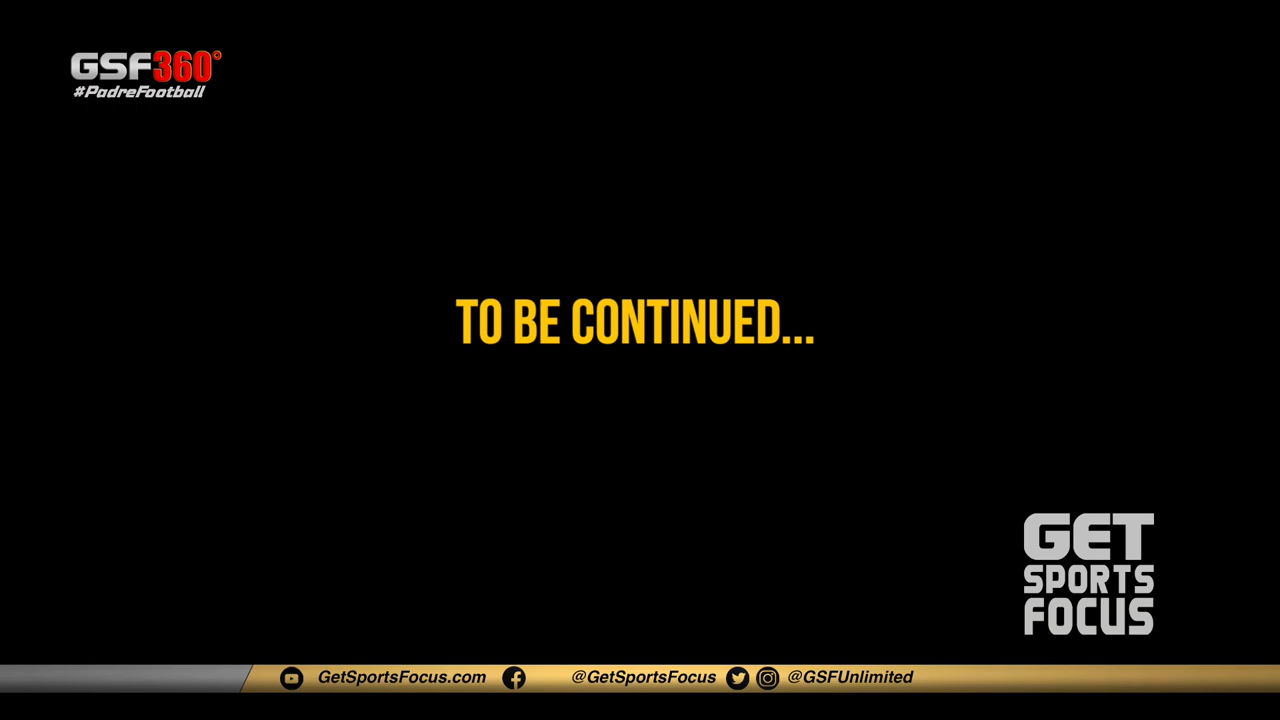 GSF360°
#PadreFootball
TO BE CONTINUED...
GET
SPORTS
FOCUS
GetSportsFocus.com @GetSportsFocus @GSFUnlimited